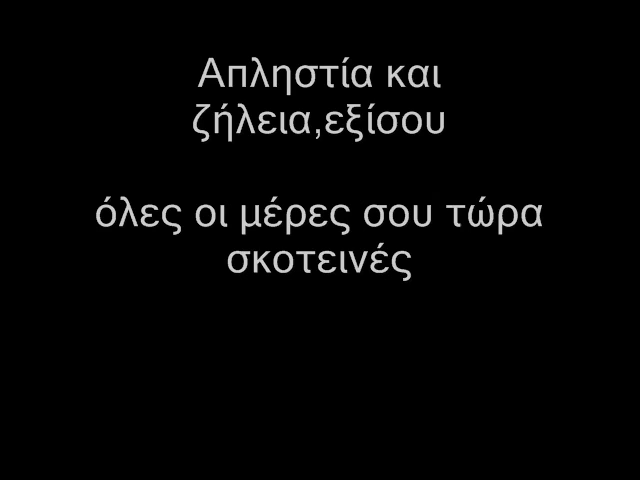 Απληστία και
ζήλεια,εξίσου
όλες οι μέρες σου τώρα
σκοτεινές